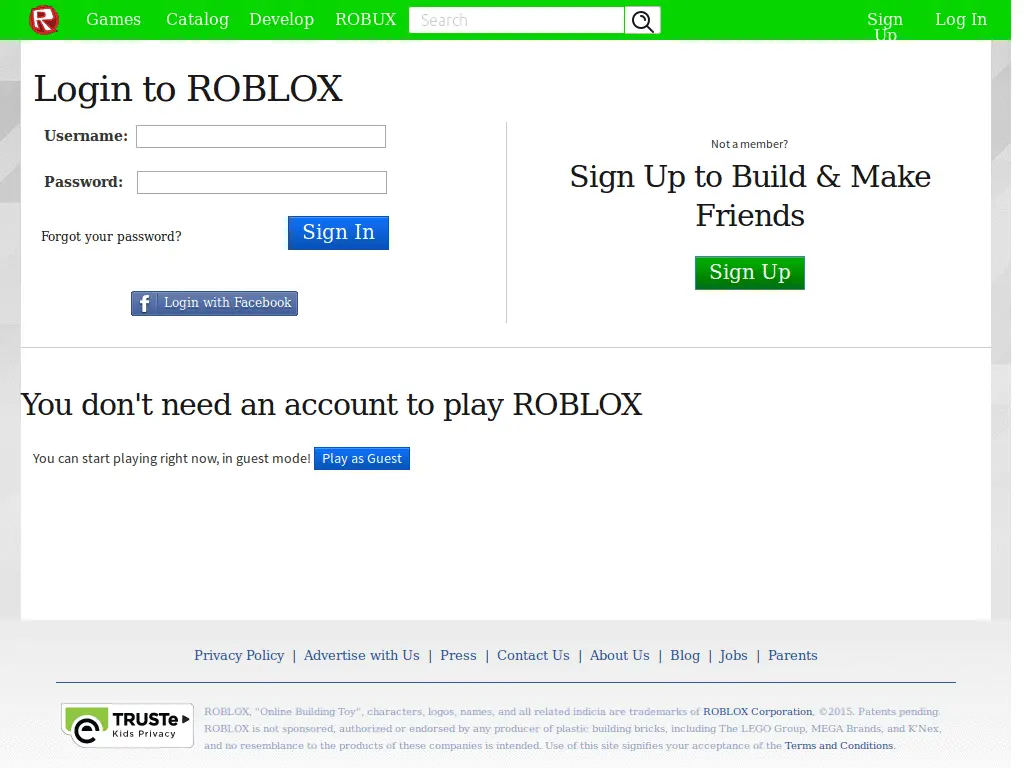 R Games Catalog Develop ROBUX Search Sign Up Log In
Login to ROBLOX
Username:
Password:
Forgot your password? Sign In
f Login with Facebook
Not a member?
Sign Up to Build & Make
Friends
Sign Up
You don't need an account to play ROBLOX
You can start playing right now, in guest mode! Play as Guest
Privacy Policy | Advertise with Us | Press | Contact Us | About Us | Blog | Jobs | Parents
e TRUSTe
Kids Privacy
ROBLOX, "Online Building Toy", characters, logos, names, and all related indicia are trademarks of ROBLOX Corporation, ©2015. Patents pending.
ROBLOX is not sponsored, authorized or endorsed by any producer of plastic building bricks, including The LEGO Group, MEGA Brands, and K'Nex,
and no resemblance to the products of these companies is intended. Use of this site signifies your acceptance of the Terms and Conditions.